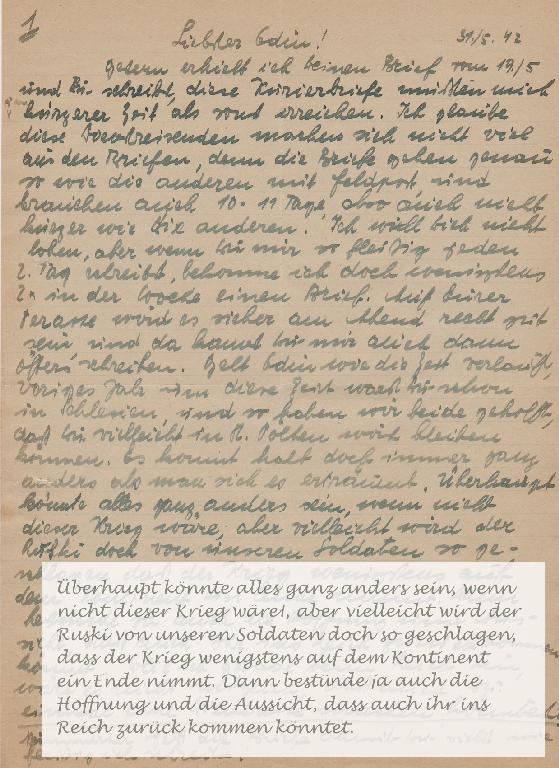 1
31/5. 42
Liebster Edin!
Gestern erhielt ich Deinen Brief vom 19/5
und Du schreibst, diese Kurierbriefe müssten mich
kürzerer Zeit als sonst erreichen. Ich glaube
diese machen sich nicht viel
aus den Briefen, denn die Briefe gehen genau
so wie die anderen mit Feldpost und
brauchen auch 10-11 Tage, also auch nicht
kürzer wie die anderen. Ich will Dich nicht
loben, aber wenn Du mir so fleißig jeden
2. Tag schreibst, bekomme ich doch wenigstens
2x in der Woche einen Brief. Auf Eurer
Terasse wird es sicher am Abend recht gut
sein und da kannst Du mir auch dann
öfters schreiben. Gelt Edin wie die Zeit verläuft,
voriges Jahr um diese Zeit warst Du schon
in Schlesien, und so haben wir beide gehofft,
daß Du vielleicht in St. Pölten wirst bleiben
können. Es kommt halt doch immer ganz
anders als man sich es erträumt. Überhaupt
könnte alles ganz anders sein, wenn nicht
dieser Krieg wäre, aber vielleicht wird der
Rußki doch von unseren Soldaten so ge-
Überhaupt könnte alles ganz anders sein, wenn
nicht dieser Krieg wäre!, aber vielleicht wird der
Ruski von unseren Soldaten doch so geschlagen,
dass der Krieg wenigstens auf dem Kontinent
ein Ende nimmt. Dann bestünde ja auch die
Hoffnung und die Aussicht, dass auch ihr ins
Reich zurück kommen könntet.